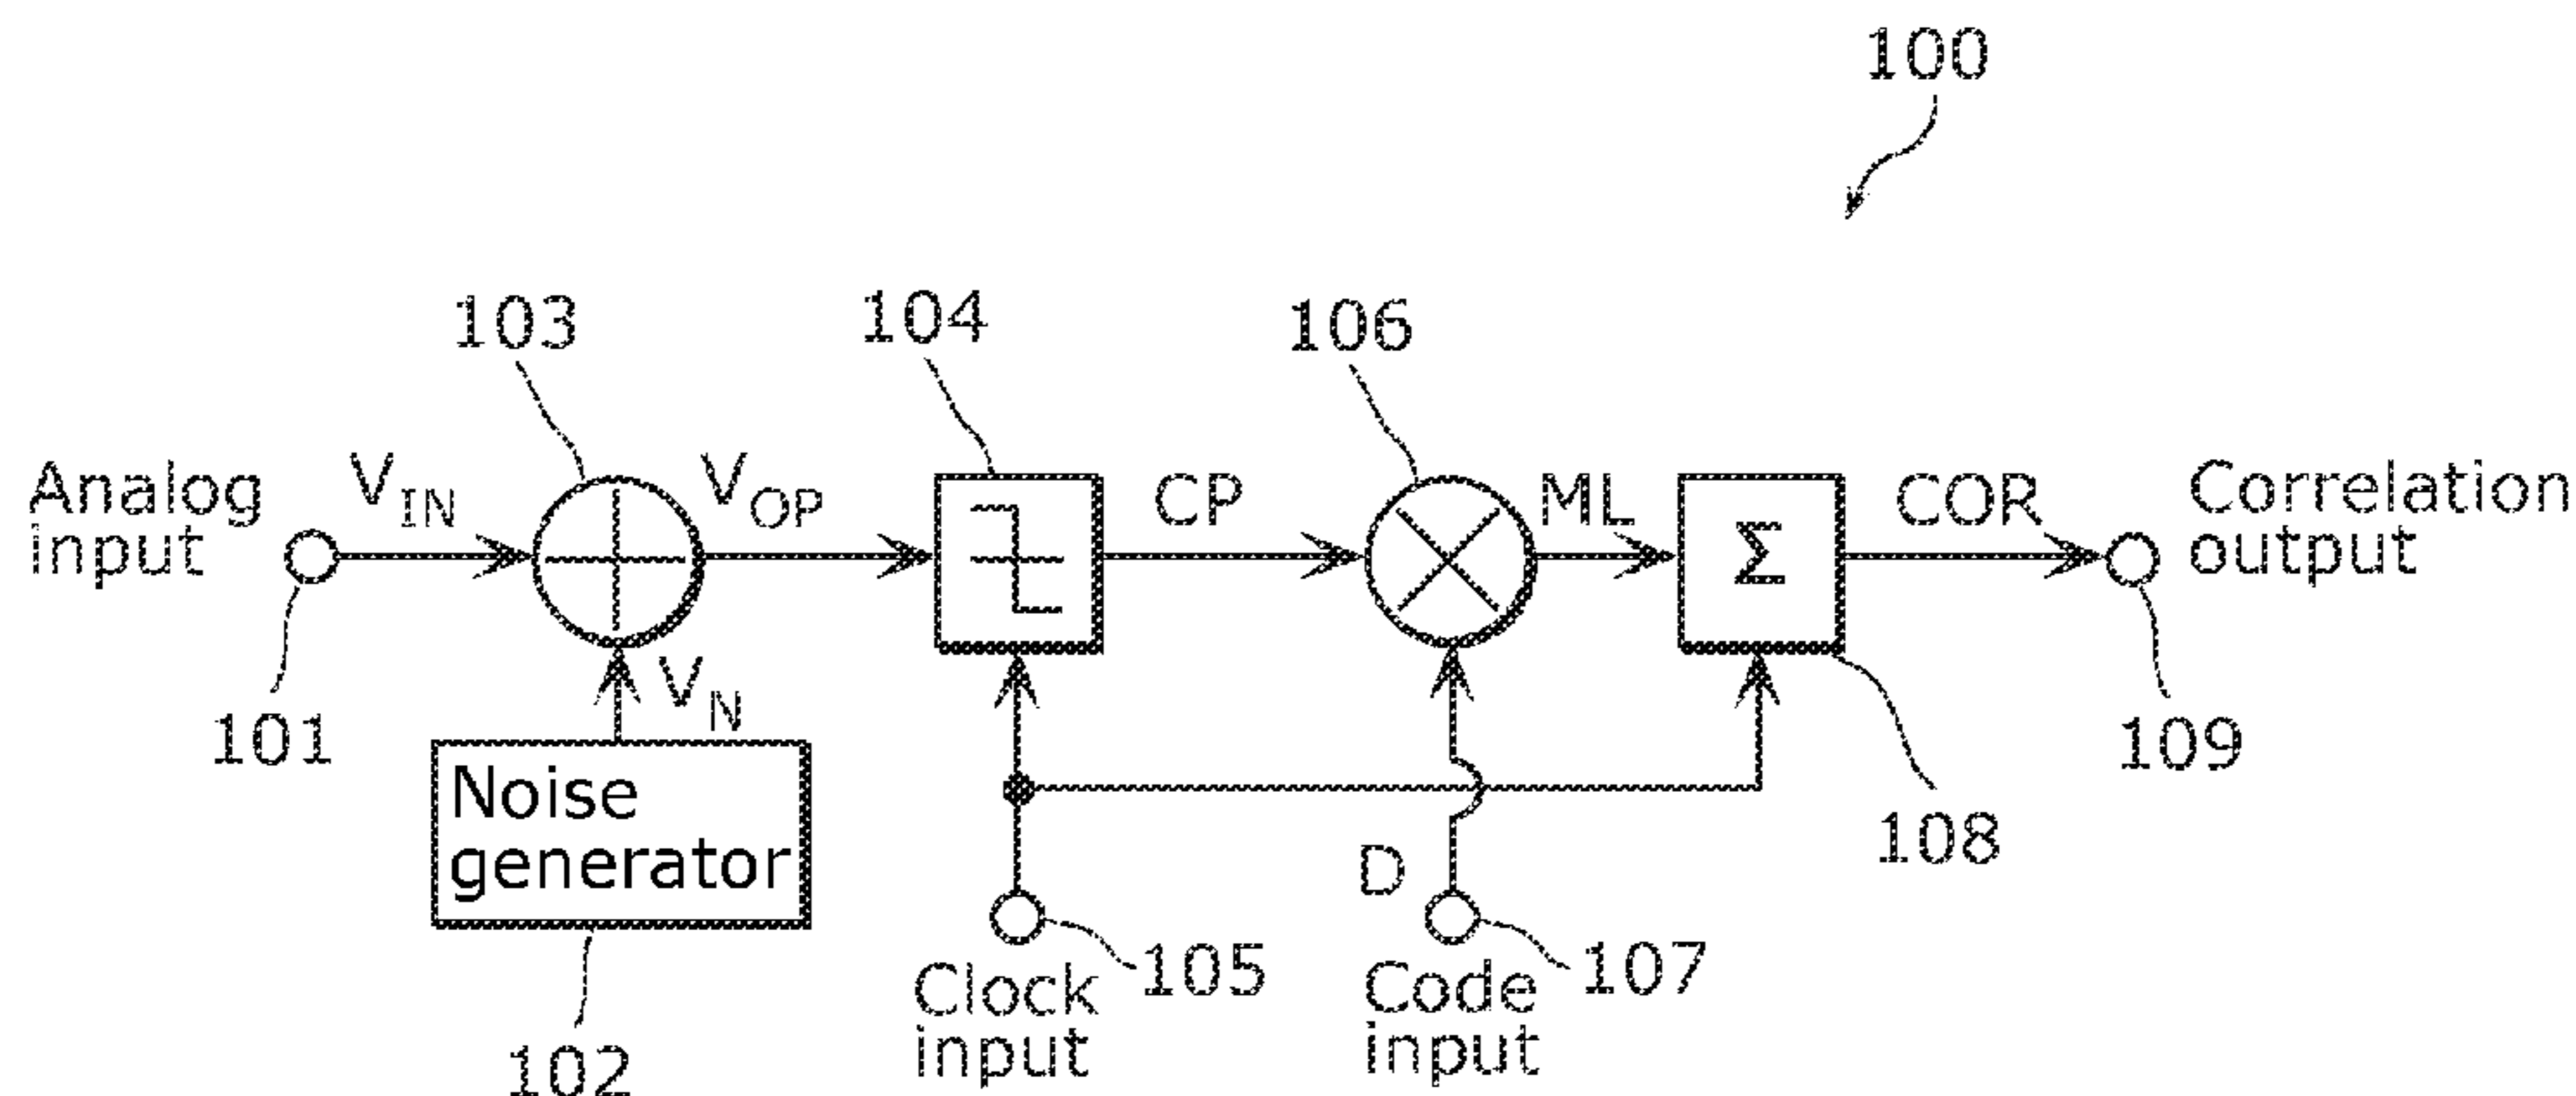 100
103
104
106
Analog
input
V_IN
V_OP
CP
ML
Σ
COR
Correlation
output
V_N
101
109
Noise
generator
108
D
105
107
Clock
input
Code
input
102